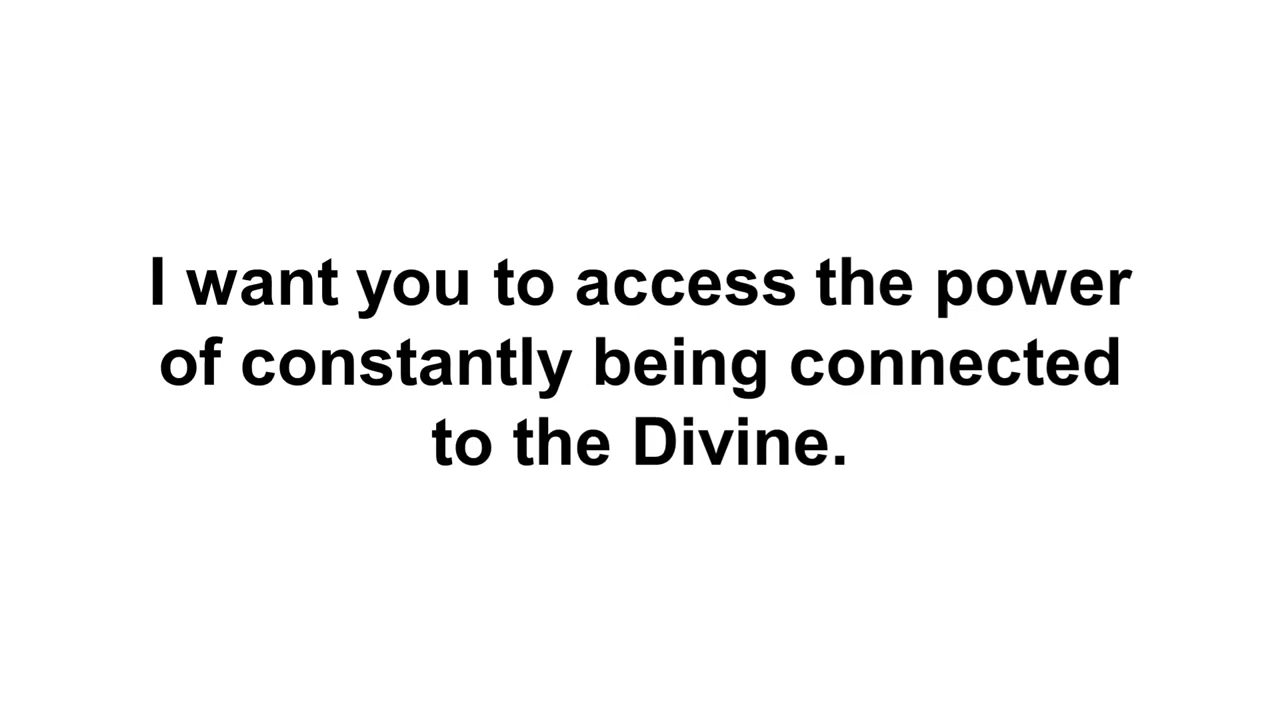 I want you to access the power
of constantly being connected
to the Divine.